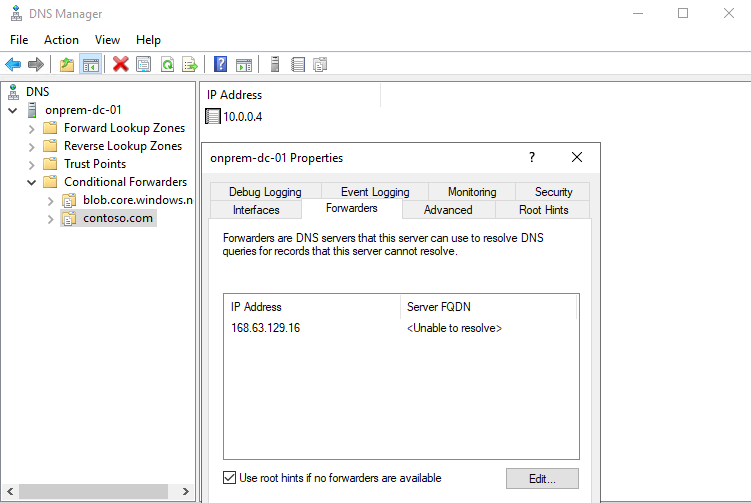 DNS Manager
File Action View Help
DNS
onprem-dc-01
Forward Lookup Zones
Reverse Lookup Zones
Trust Points
Conditional Forwarders
blob.core.windows.n
contoso.com
IP Address
10.0.0.4
onprem-dc-01 Properties
Debug Logging Event Logging Monitoring Security
Interfaces Forwarders Advanced Root Hints
Forwarders are DNS servers that this server can use to resolve DNS
queries for records that this server cannot resolve.
IP Address Server FQDN
168.63.129.16 <Unable to resolve>
Use root hints if no forwarders are available Edit...